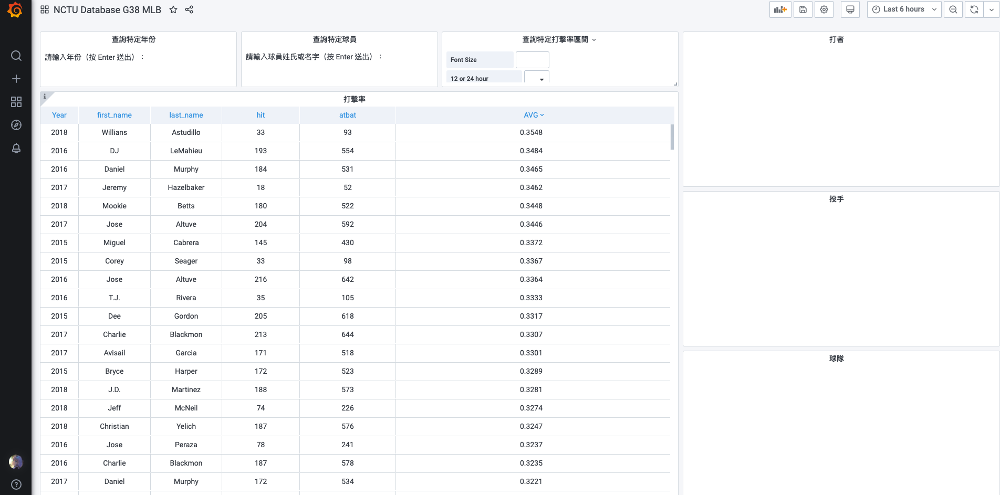 NCTU Database G38 MLB
Last 6 hours
查詢特定年份
請輸入年份（按 Enter 送出）：
查詢特定球員
請輸入球員姓氏或名字（按 Enter 送出）：
查詢特定打擊率區間
Font Size
12 or 24 hour
打擊率
Year first_name last_name hit atbat AVG
2018 Willians Astudillo 33 93 0.3548
2016 DJ LeMahieu 193 554 0.3484
2016 Daniel Murphy 184 531 0.3465
2017 Jeremy Hazelbaker 18 52 0.3462
2018 Mookie Betts 180 522 0.3448
2017 Jose Altuve 204 592 0.3446
2015 Miguel Cabrera 145 430 0.3372
2015 Corey Seager 33 98 0.3367
2016 Jose Altuve 216 642 0.3364
2016 T.J. Rivera 35 105 0.3333
2015 Dee Gordon 205 618 0.3317
2017 Charlie Blackmon 213 644 0.3307
2017 Avisail Garcia 171 518 0.3301
2015 Bryce Harper 172 523 0.3289
2018 J.D. Martinez 188 573 0.3281
2018 Jeff McNeil 74 226 0.3274
2018 Christian Yelich 187 576 0.3247
2016 Jose Peraza 78 241 0.3237
2016 Charlie Blackmon 187 578 0.3235
2017 Daniel Murphy 172 534 0.3221
打者
投手
球隊